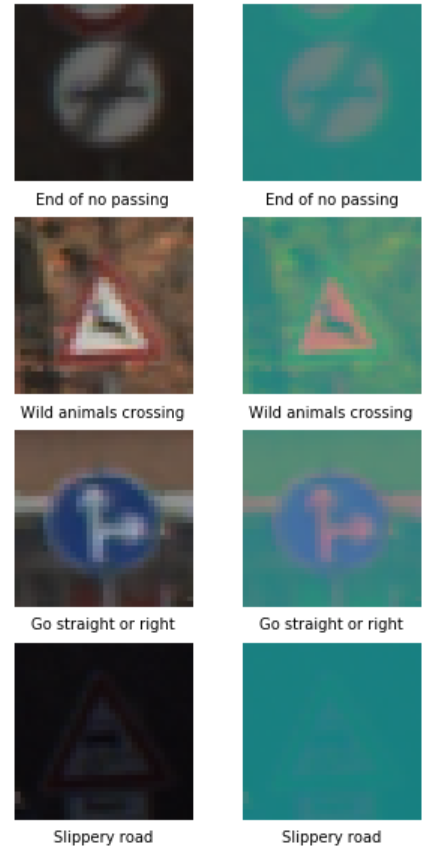 End of no passing
End of no passing
Wild animals crossing
Wild animals crossing
Go straight or right
Go straight or right
Slippery road
Slippery road